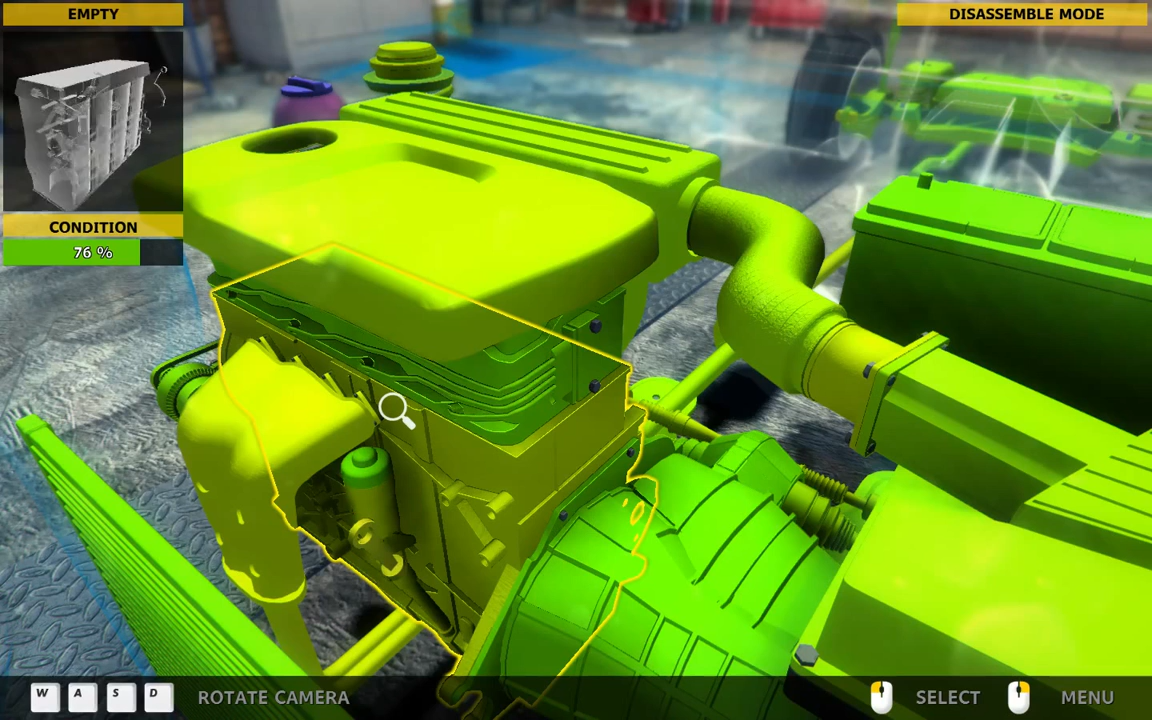 EMPTY
DISASSEMBLE MODE
CONDITION
76 %
W A S D ROTATE CAMERA
SELECT
MENU